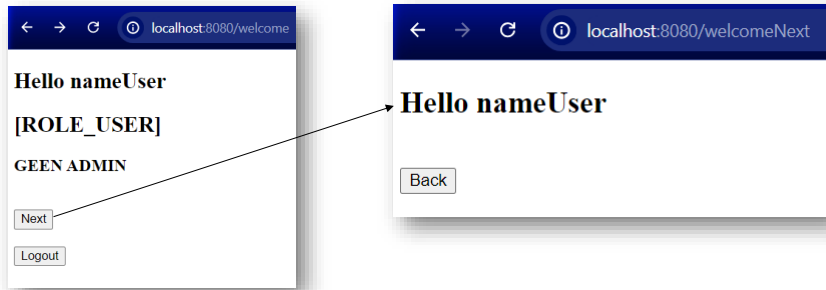 localhost:8080/welcome
Hello nameUser
[ROLE_USER]
GEEN ADMIN
Next
Logout
localhost:8080/welcomeNext
Hello nameUser
Back